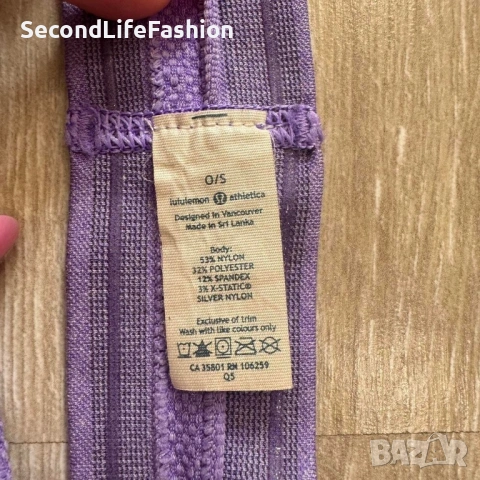 SecondLifeFashion
O/S
lululemon athletica
Designed in Vancouver
Made in Sri Lanka
Body:
53% NYLON
32% POLYESTER
12% SPANDEX
3% X-STATIC®
SILVER NYLON
Exclusive of trim
Wash with like colours only
CA 35801 RN 106259
Q5
BAZAR